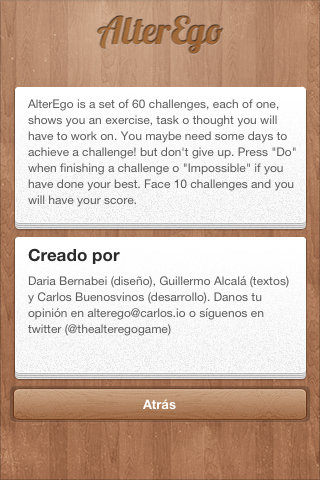 AlterEgo
AlterEgo is a set of 60 challenges, each of one,
shows you an exercise, task o thought you will
have to work on. You maybe need some days to
achieve a challenge! but don't give up. Press "Do"
when finishing a challenge o "Impossible" if you
have done your best. Face 10 challenges and you
will have your score.
Creado por
Daria Bernabei (diseño), Guillermo Alcalá (textos)
y Carlos Buenosvinos (desarrollo). Danos tu
opinión en alterego@carlos.io o síguenos en
twitter (@thealteregogame)
Atrás